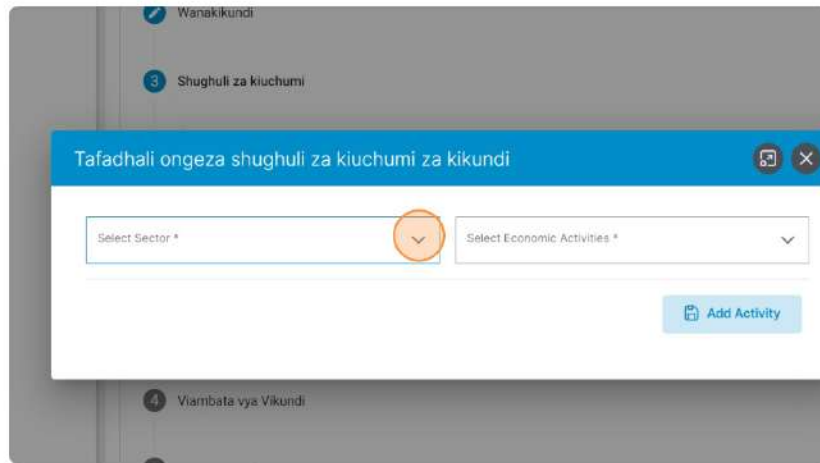 Wanakikundi
3 Shughuli za kiuchumi
Tafadhali ongeza shughuli za kiuchumi za kikundi
Select Sector *
Select Economic Activities *
Add Activity
4 Viambata vya Vikundi